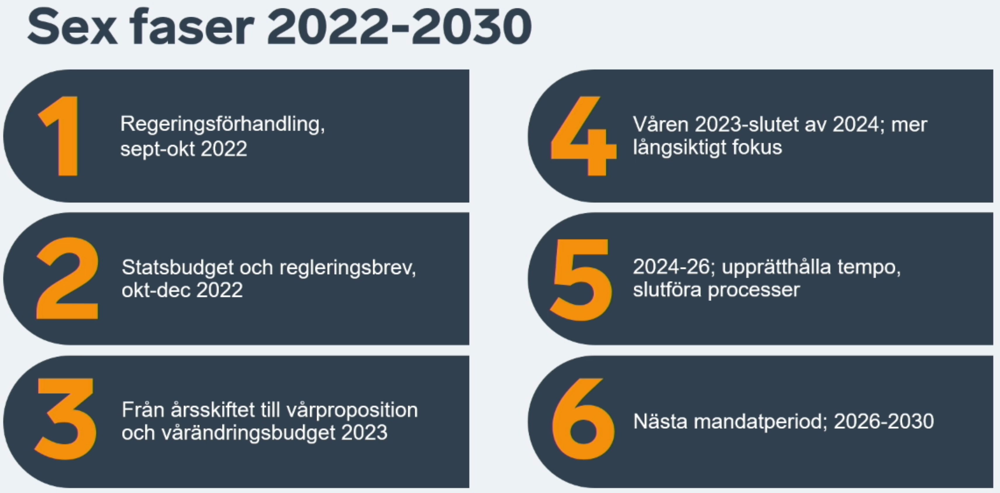 Sex faser 2022-2030
1
Regeringsförhandling,
sept-okt 2022
2
Statsbudget och regleringsbrev,
okt-dec 2022
3
Från årsskiftet till vårproposition
och vårändringsbudget 2023
4
Våren 2023-slutet av 2024; mer
långsiktigt fokus
5
2024-26; upprätthålla tempo,
slutföra processer
6
Nästa mandatperiod; 2026-2030